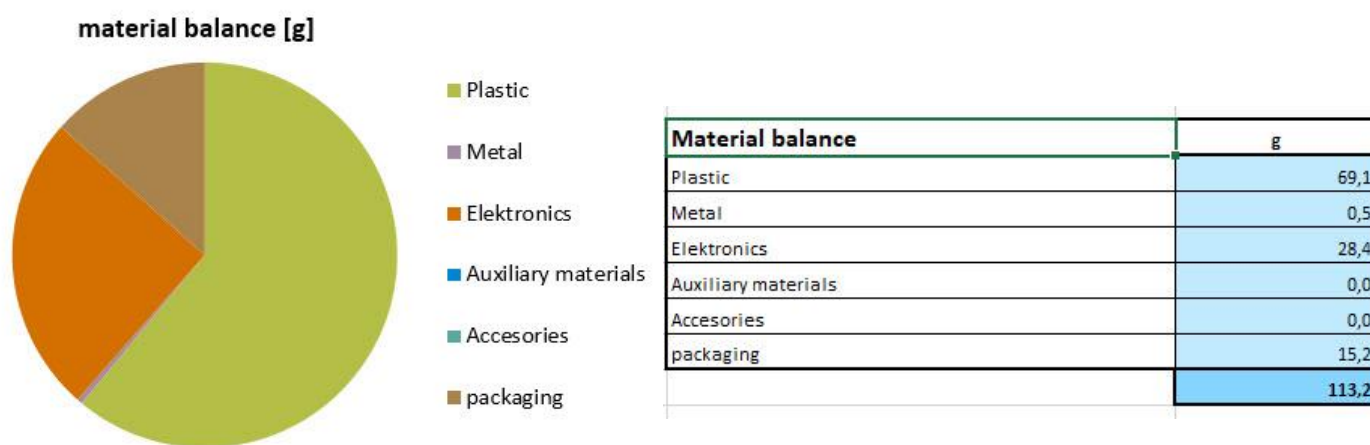 material balance [g]
Plastic
Metal
Elektronics
Auxiliary materials
Accesories
packaging
Material balance g
Plastic 69,1
Metal 0,5
Elektronics 28,4
Auxiliary materials 0,0
Accesories 0,0
packaging 15,2
113,2